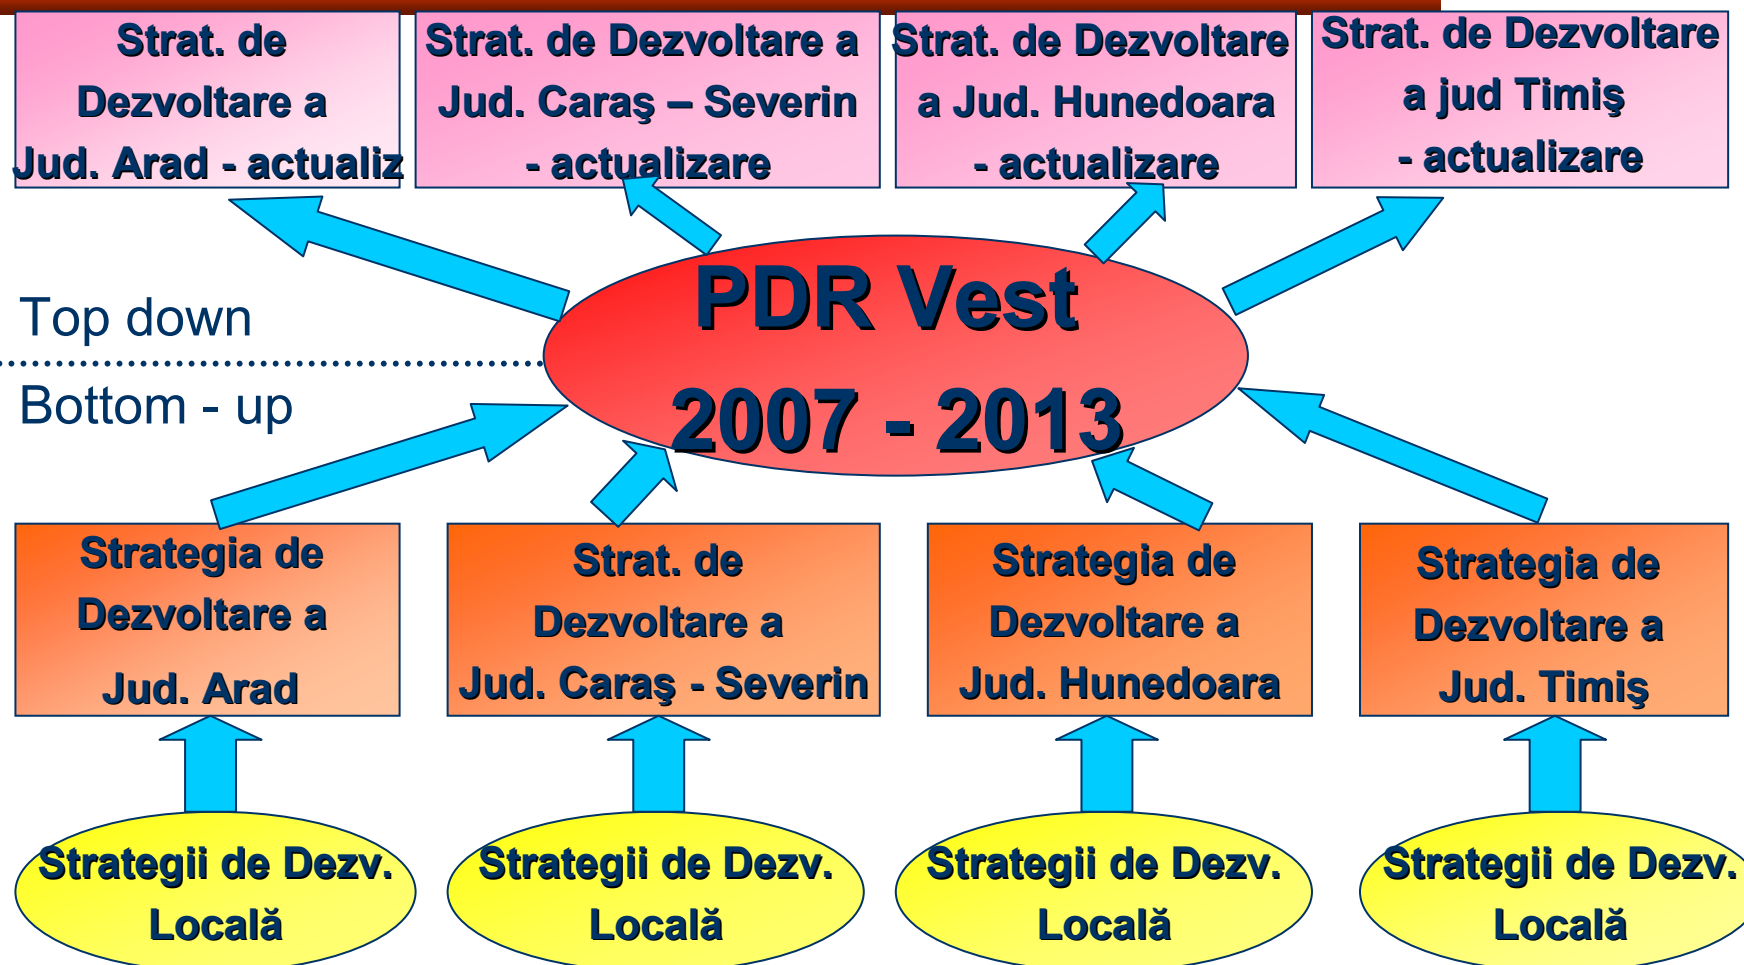 Strat. de
Dezvoltare a
Jud. Arad - actualiz
Strat. de Dezvoltare a
Jud. Caraş – Severin
- actualizare
Strat. de Dezvoltare
a Jud. Hunedoara
- actualizare
Strat. de Dezvoltare
a jud Timiş
- actualizare
PDR Vest
2007 - 2013
Top down
Bottom - up
Strategia de
Dezvoltare a
Jud. Arad
Strat. de
Dezvoltare a
Jud. Caraş - Severin
Strategia de
Dezvoltare a
Jud. Hunedoara
Strategia de
Dezvoltare a
Jud. Timiş
Strategii de Dezv.
Locală
Strategii de Dezv.
Locală
Strategii de Dezv.
Locală
Strategii de Dezv.
Locală